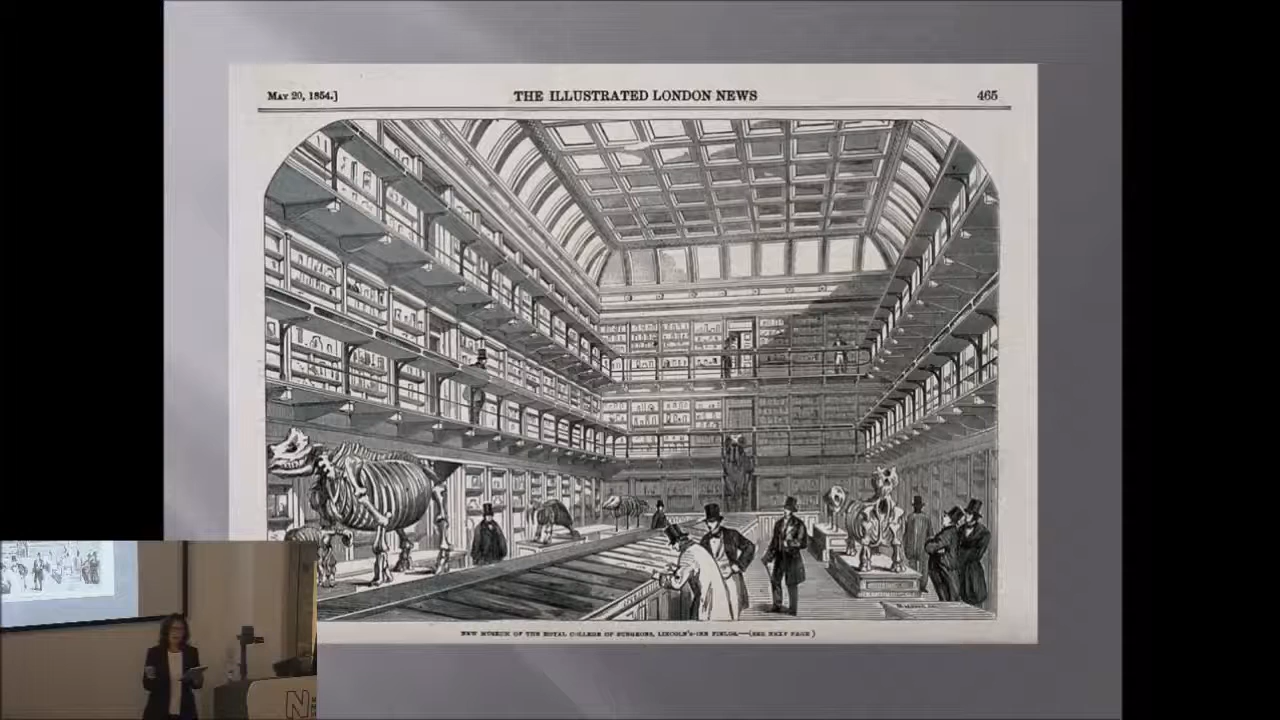 MAY 20, 1854.]
THE ILLUSTRATED LONDON NEWS
465
NEW MUSEUM OF THE ROYAL COLLEGE OF SURGEONS, LINCOLN'S-INN FIELDS.—(SEE NEXT PAGE)
N